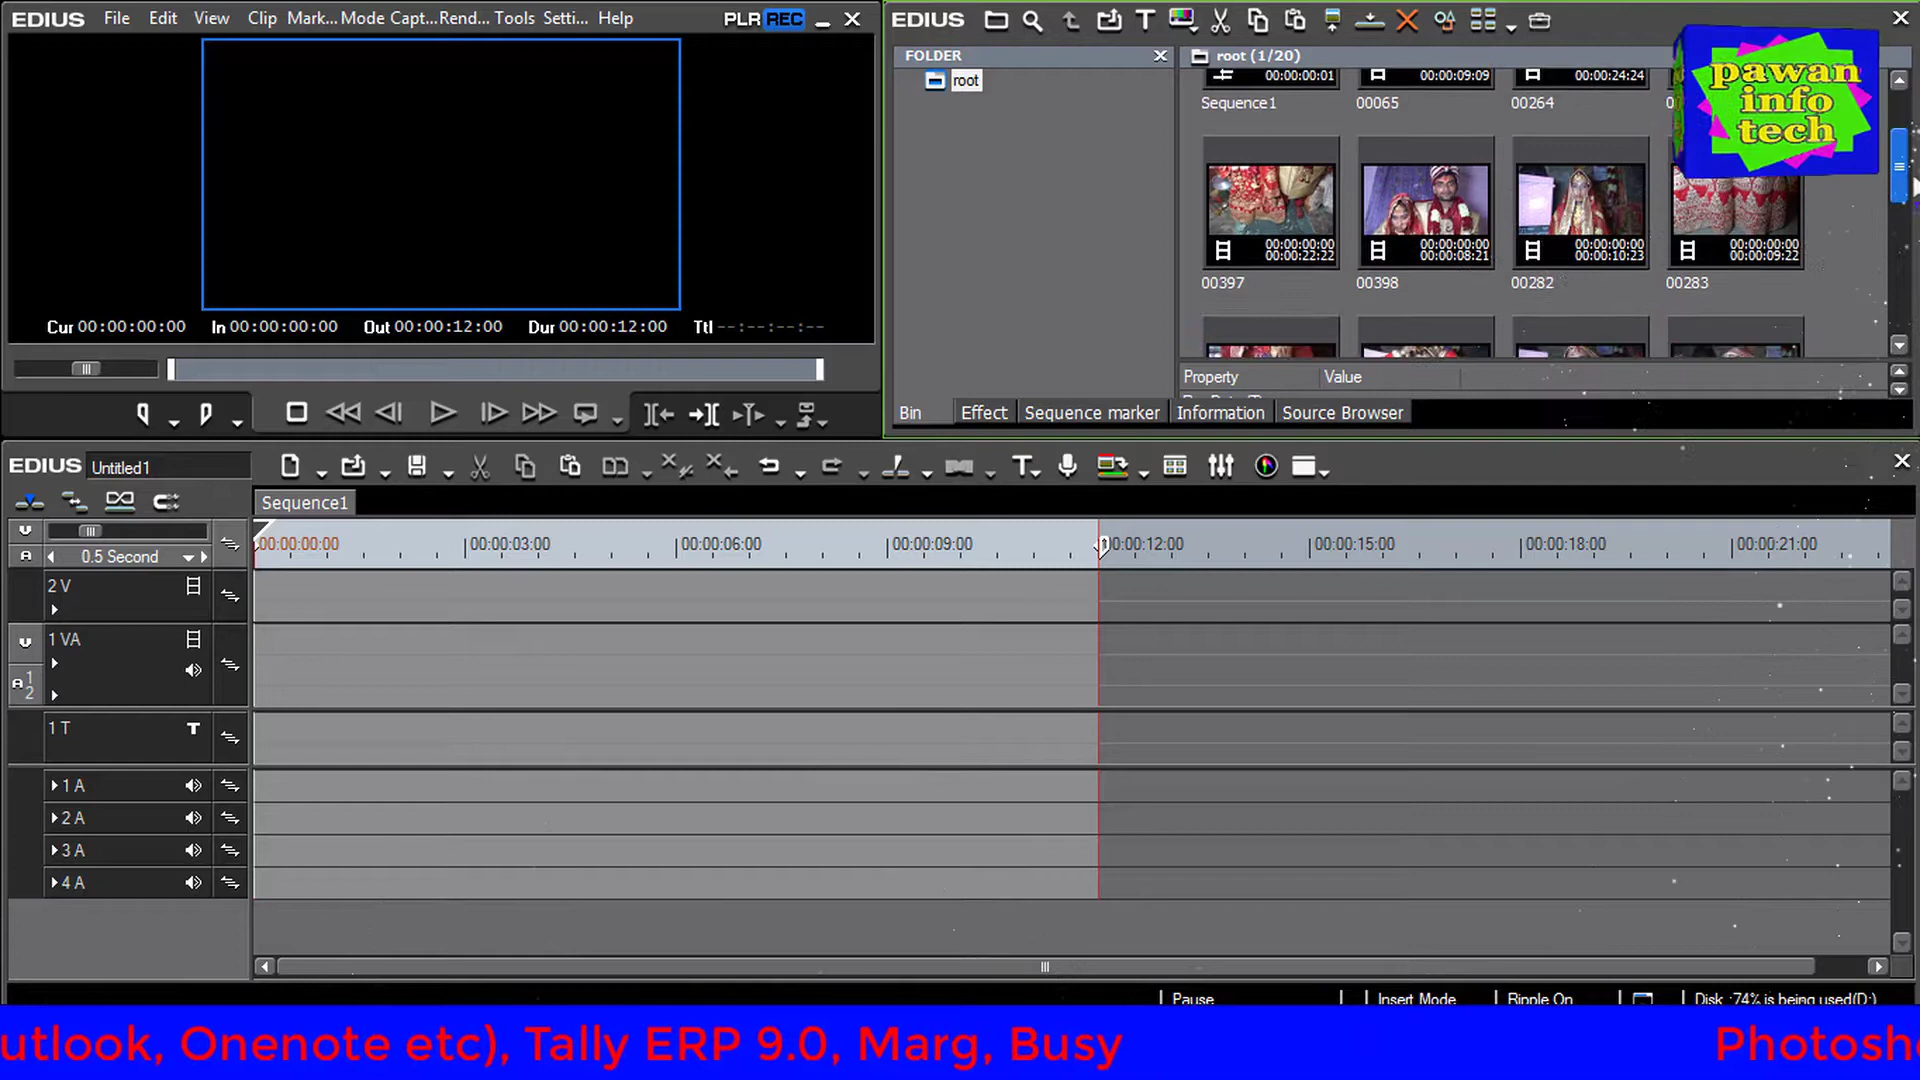 EDIUS File Edit View Clip Mark... Mode Capt... Rend... Tools Setti... Help PLR REC
Cur 00:00:00:00 In 00:00:00:00 Out 00:00:12:00 Dur 00:00:12:00 Ttl --:--:--:--
EDIUS
FOLDER
root
root (1/20)
00:00:00:01 00:00:09:09 00:00:24:24
Sequence1 00065 00264
pawan
info
tech
00:00:00:00 00:00:00:00 00:00:00:00 00:00:00:00
00:00:22:22 00:00:08:21 00:00:10:23 00:00:09:22
00397 00398 00282 00283
Property Value
Bin Effect Sequence marker Information Source Browser
EDIUS Untitled1
Sequence1
0.5 Second
00:00:00:00 00:00:03:00 00:00:06:00 00:00:09:00 00:00:12:00 00:00:15:00 00:00:18:00 00:00:21:00
2 V
1 VA
A 1
2
1 T T
1 A
2 A
3 A
4 A
Pause Insert Mode Ripple On Disk :74% is being used(D:)
utlook, Onenote etc), Tally ERP 9.0, Marg, Busy Photosh